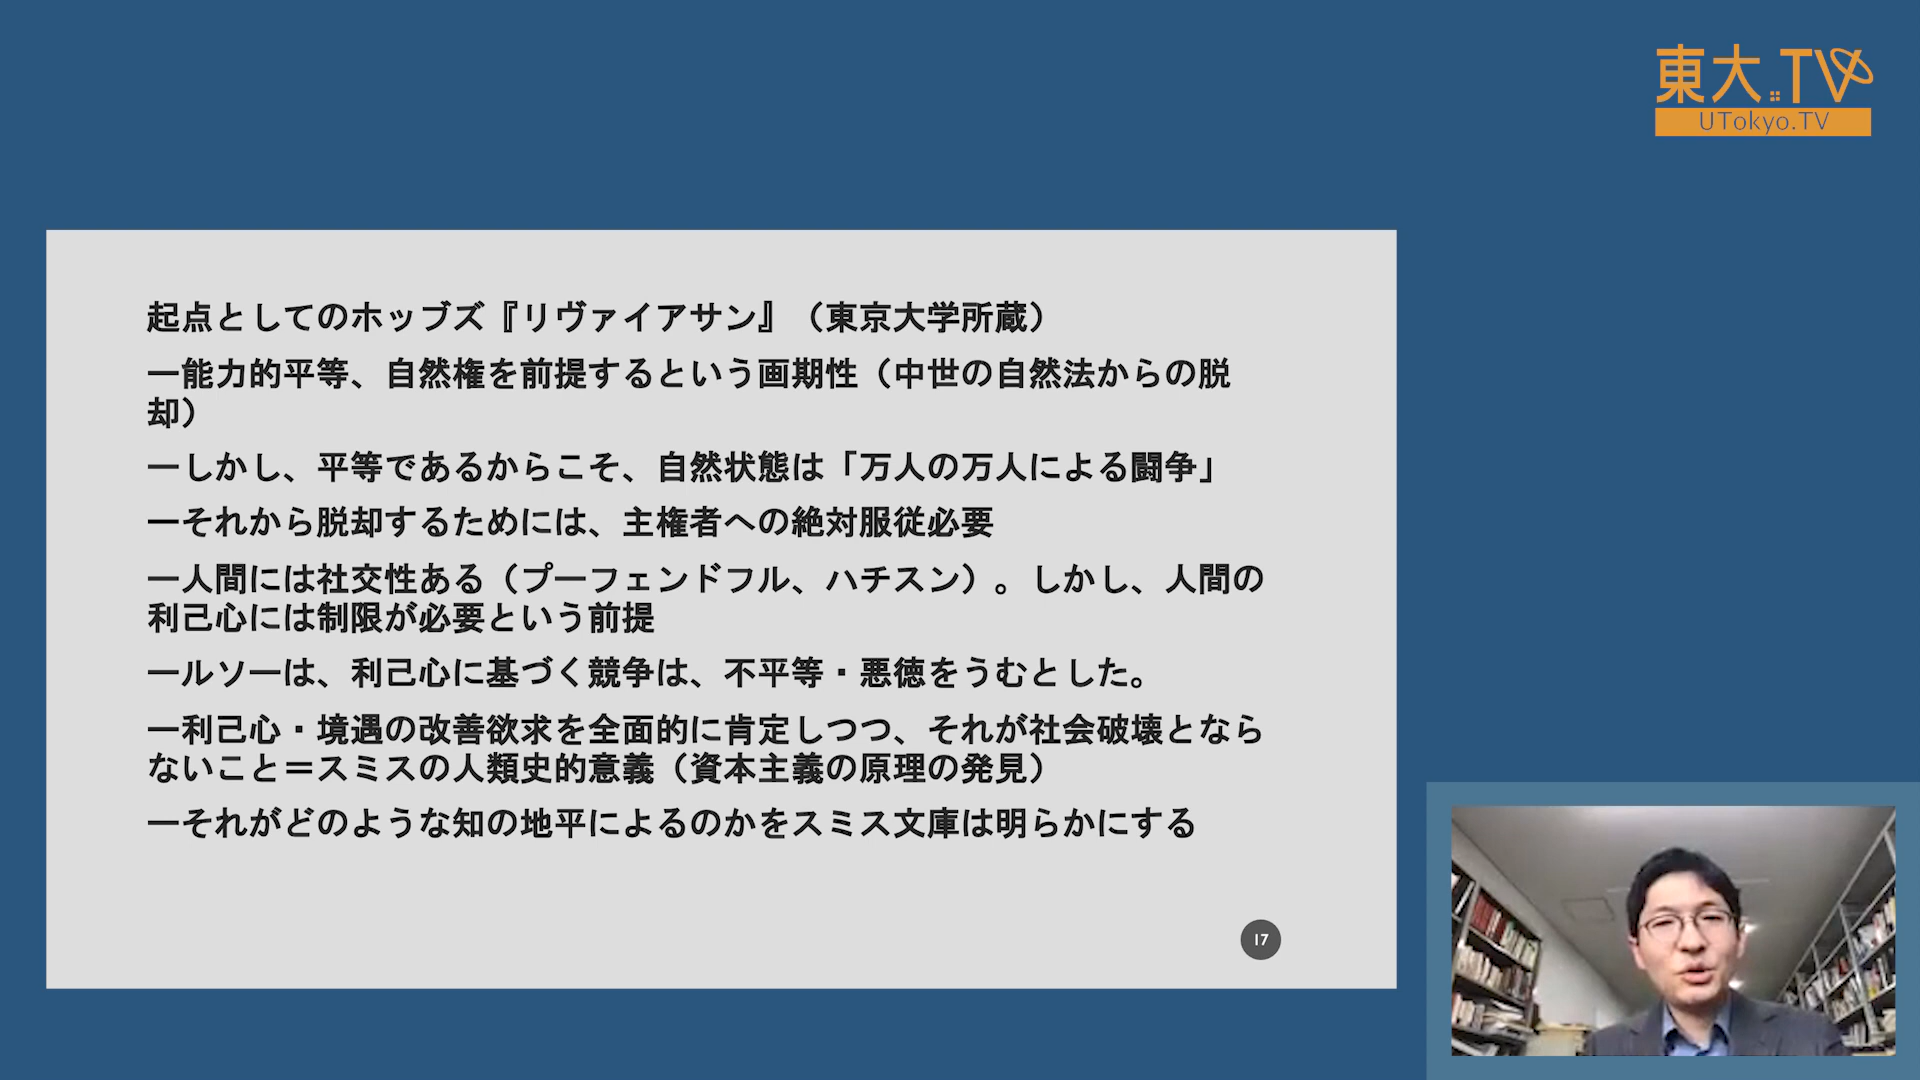 東大TV
UTokyo.TV
起点としてのホッブズ『リヴァイアサン』（東京大学所蔵）
―能力的平等、自然権を前提するという画期性（中世の自然法からの脱
却）
―しかし、平等であるからこそ、自然状態は「万人の万人による闘争」
―それから脱却するためには、主権者への絶対服従必要
―人間には社交性ある（プーフェンドフル、ハチスン）。しかし、人間の
利己心には制限が必要という前提
―ルソーは、利己心に基づく競争は、不平等・悪徳をうむとした。
―利己心・境遇の改善欲求を全面的に肯定しつつ、それが社会破壊となら
ないこと＝スミスの人類史的意義（資本主義の原理の発見）
―それがどのような知の地平によるのかをスミス文庫は明らかにする
17